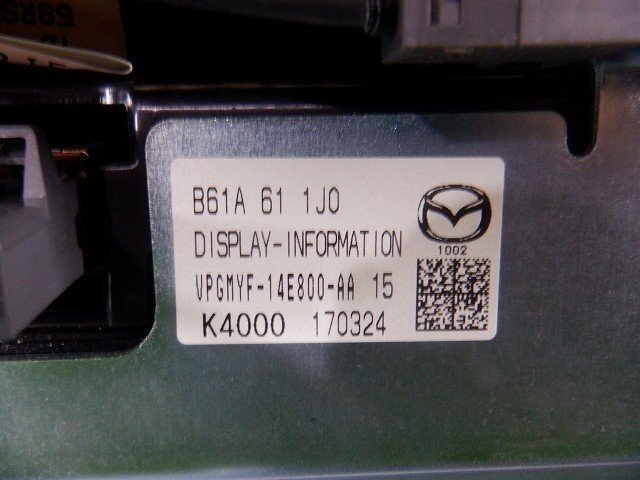 B61A 61 1J0
DISPLAY-INFORMATION
1002
VPGMYF-14E800-AA 15
K4000 170324